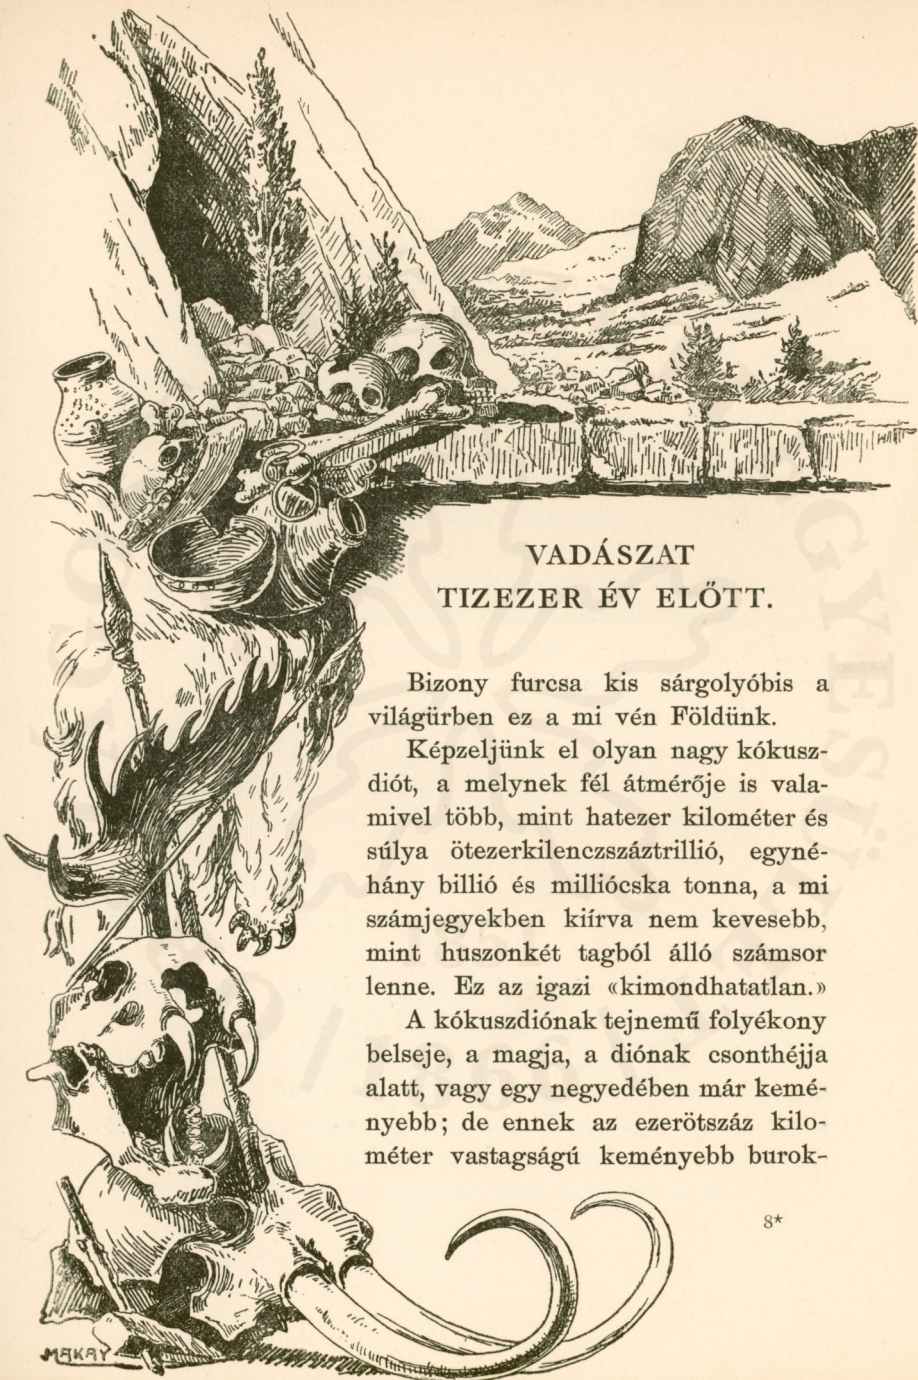 VADÁSZAT
TIZEZER ÉV ELŐTT.
Bizony furcsa kis sárgolyóbis a
világürben ez a mi vén Földünk.
Képzeljünk el olyan nagy kókusz-
diót, a melynek fél átmérője is vala-
mivel több, mint hatezer kilométer és
súlya ötezerkilenczszáztrillió, egyné-
hány billió és milliócska tonna, a mi
számjegyekben kiírva nem kevesebb,
mint huszonkét tagból álló számsor
lenne. Ez az igazi «kimondhatatlan.»
A kókuszdiónak tejnemű folyékony
belseje, a magja, a diónak csonthéjja
alatt, vagy egy negyedében már kemé-
nyebb; de ennek az ezerötszáz kilo-
méter vastagságú keményebb burok-
8*
MAKAY